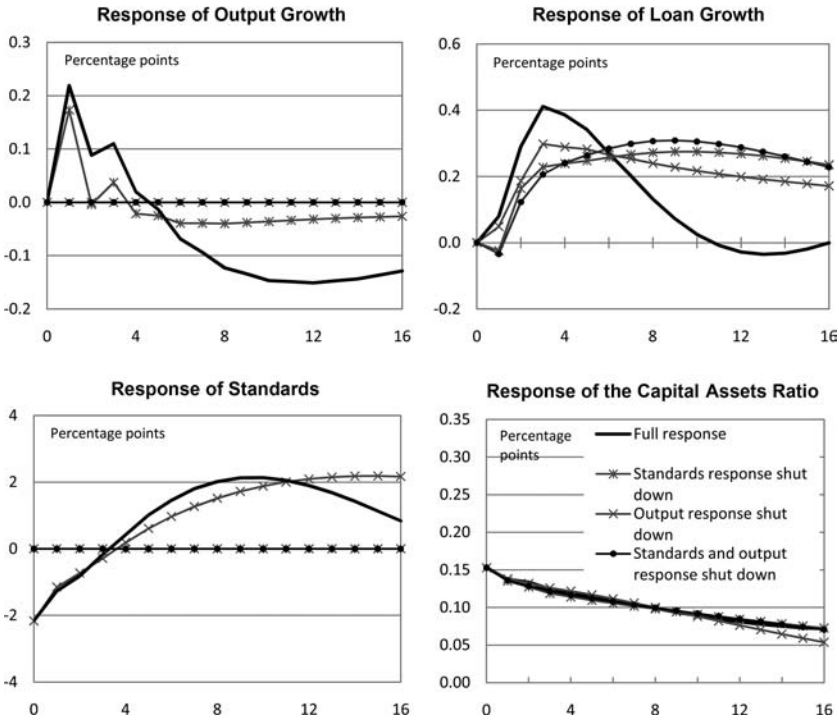 Response of Output Growth
0.3
Percentage points
0.2
0.1
0.0
-0.1
-0.2
0 4 8 12 16
Response of Loan Growth
0.6
Percentage points
0.4
0.2
0.0
-0.2
0 4 8 12 16
Response of Standards
4
Percentage points
2
0
-2
-4
0 4 8 12 16
Response of the Capital Assets Ratio
0.35
Percentage
points
0.30
0.25
0.20
0.15
0.10
0.05
0.00
0 4 8 12 16
Full response
Standards response shut
down
Output response shut
down
Standards and output
response shut down